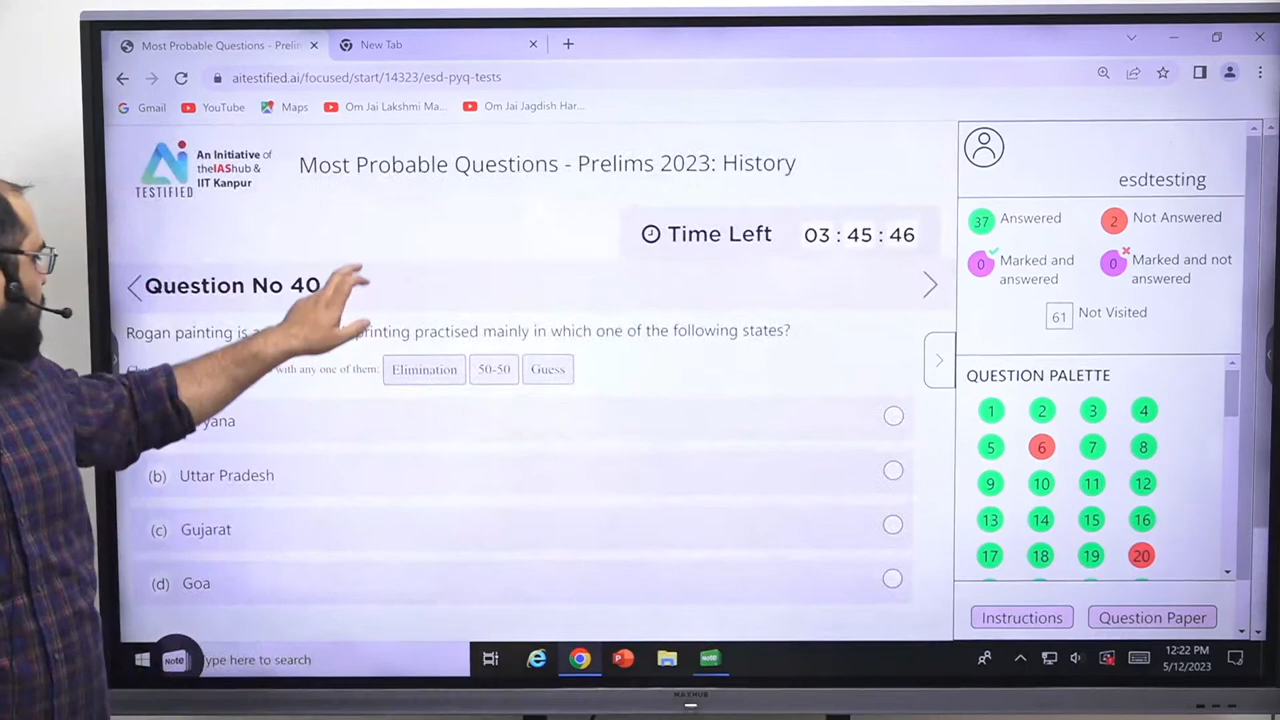 Most Probable Questions - Prelin
New Tab
aitestified.ai/focused/start/14323/esd-pyq-tests
Gmail YouTube Maps Om Jai Lakshmi Ma... Om Jai Jagdish Har...
TESTIFIED
An Initiative of
theIAShub &
IIT Kanpur
Most Probable Questions - Prelims 2023: History
Time Left 03 : 45 : 46
Question No 40
Rogan painting is printing practised mainly in which one of the following states?
with any one of them: Elimination 50-50 Guess
yana
(b) Uttar Pradesh
(c) Gujarat
(d) Goa
esdtesting
37 Answered
2 Not Answered
0 Marked and
answered
0 Marked and not
answered
61 Not Visited
QUESTION PALETTE
1 2 3 4
5 6 7 8
9 10 11 12
13 14 15 16
17 18 19 20
Instructions Question Paper
Note ype here to search
Note
12:22 PM
5/12/2023
MAXHUB